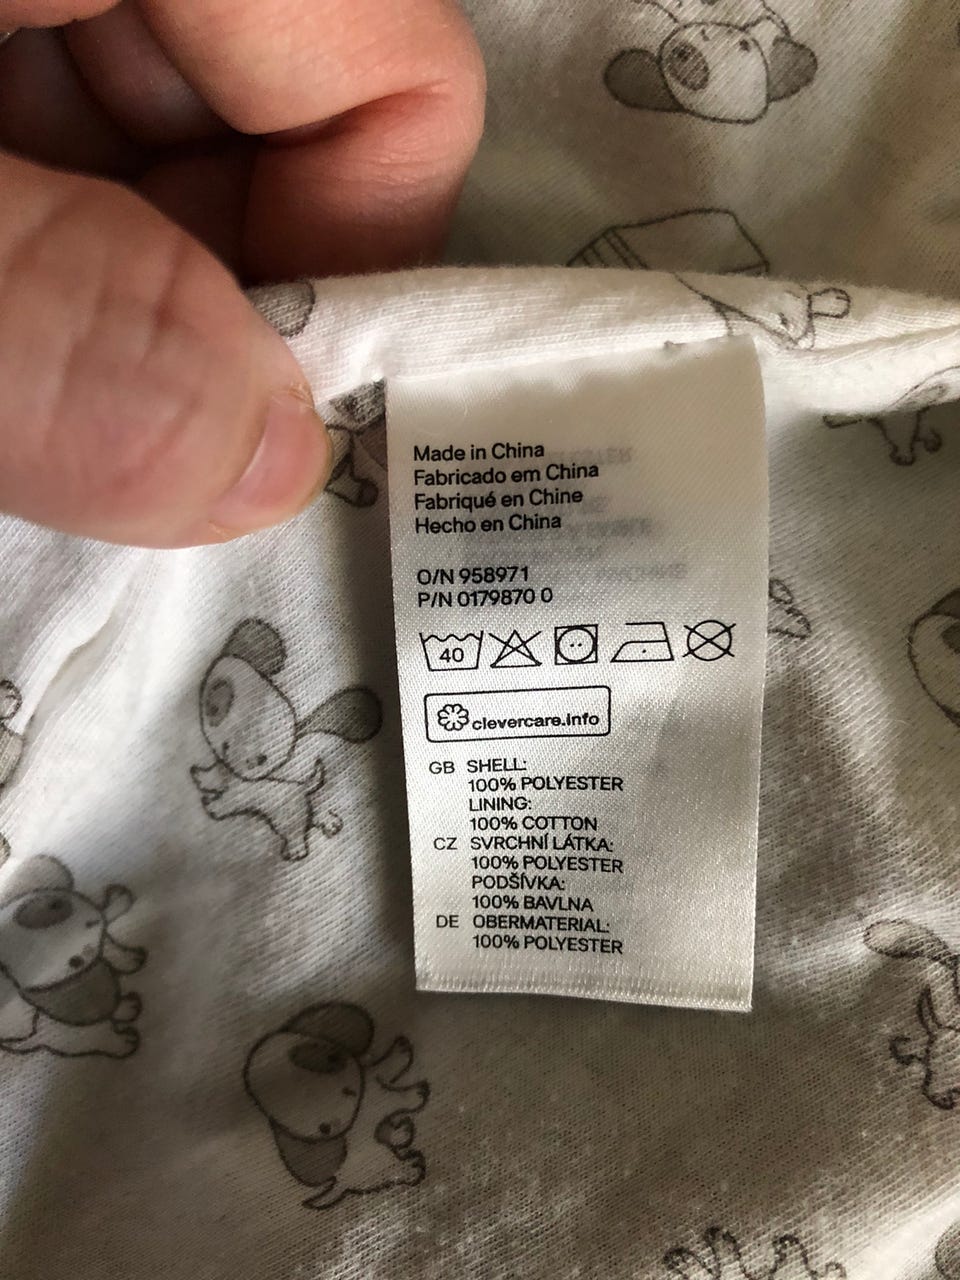 Made in China
Fabricado em China
Fabriqué en Chine
Hecho en China
O/N 958971
P/N 0179870 0
40
clevercare.info
GB SHELL:
100% POLYESTER
LINING:
100% COTTON
CZ SVRCHNÍ LÁTKA:
100% POLYESTER
PODŠÍVKA:
100% BAVLNA
DE OBERMATERIAL:
100% POLYESTER